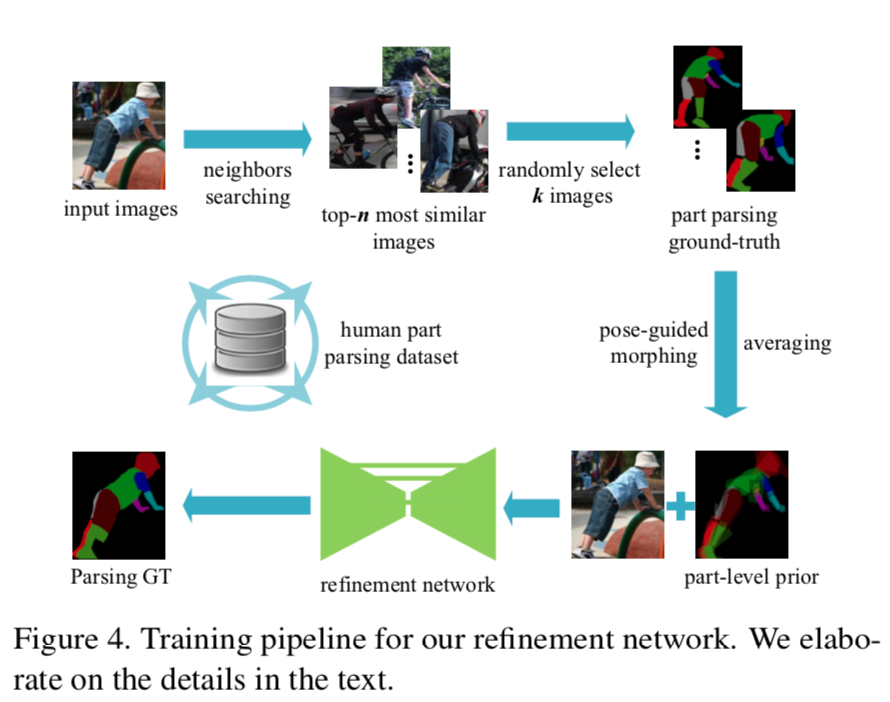 input images
neighbors
searching
top-n most similar
images
randomly select
k images
part parsing
ground-truth
human part
parsing dataset
pose-guided
morphing
averaging
Parsing GT
refinement network
part-level prior
Figure 4. Training pipeline for our refinement network. We elabo-
rate on the details in the text.